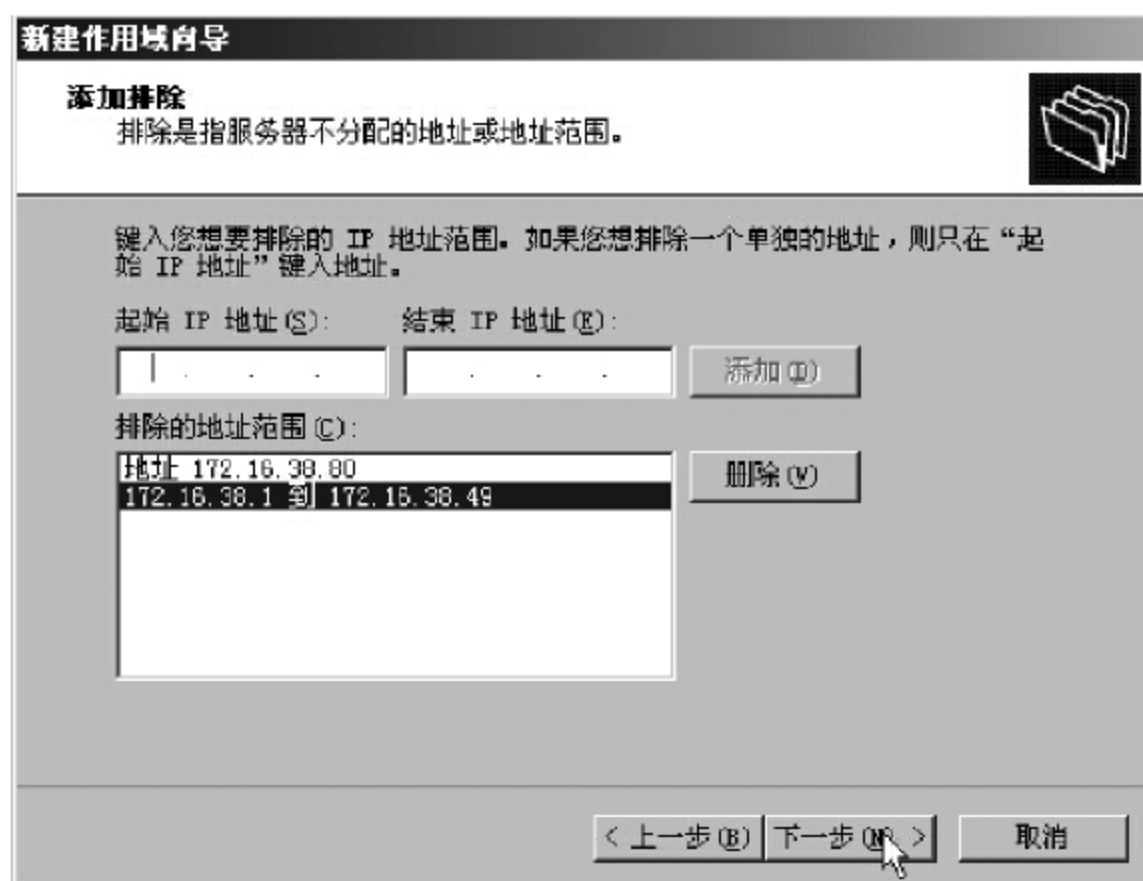 新建作用域向导
添加排除
排除是指服务器不分配的地址或地址范围。
键入您想要排除的 IP 地址范围。如果您想排除一个单独的地址，则只在“起
始 IP 地址”键入地址。
起始 IP 地址(S): 结束 IP 地址(E):
添加(D)
排除的地址范围(C):
地址 172.16.38.80
172.16.38.1 到 172.16.38.49
删除(V)
< 上一步(B) 下一步(N) > 取消